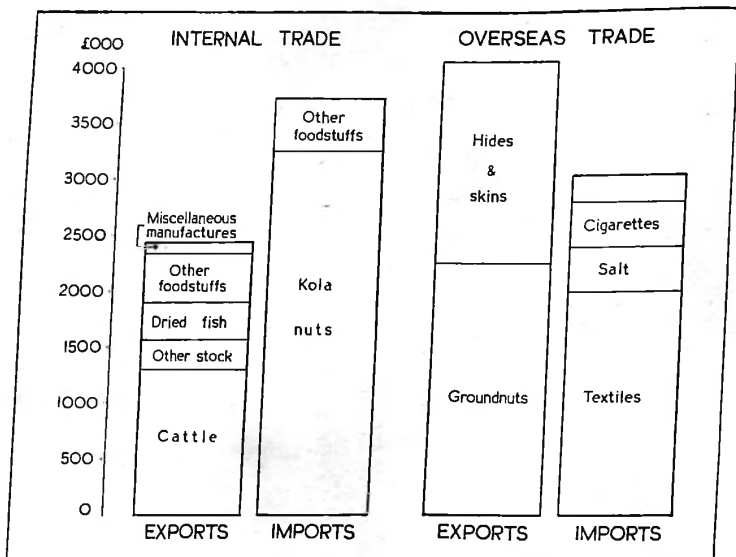 £000
INTERNAL TRADE
OVERSEAS TRADE
4000
3500
3000
2500
2000
1500
1000
500
0
Miscellaneous
manufactures
Other
foodstuffs
Dried fish
Other stock
Cattle
EXPORTS
Other
foodstuffs
Kola
nuts
IMPORTS
Hides
&
skins
Groundnuts
EXPORTS
Cigarettes
Salt
Textiles
IMPORTS